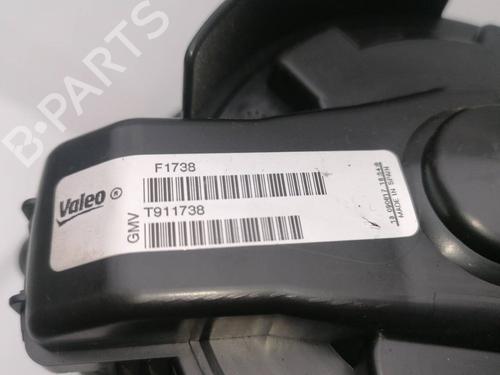 B-PARTS
Valeo ®
F1738
T911738
GMV
MADE IN SPAIN